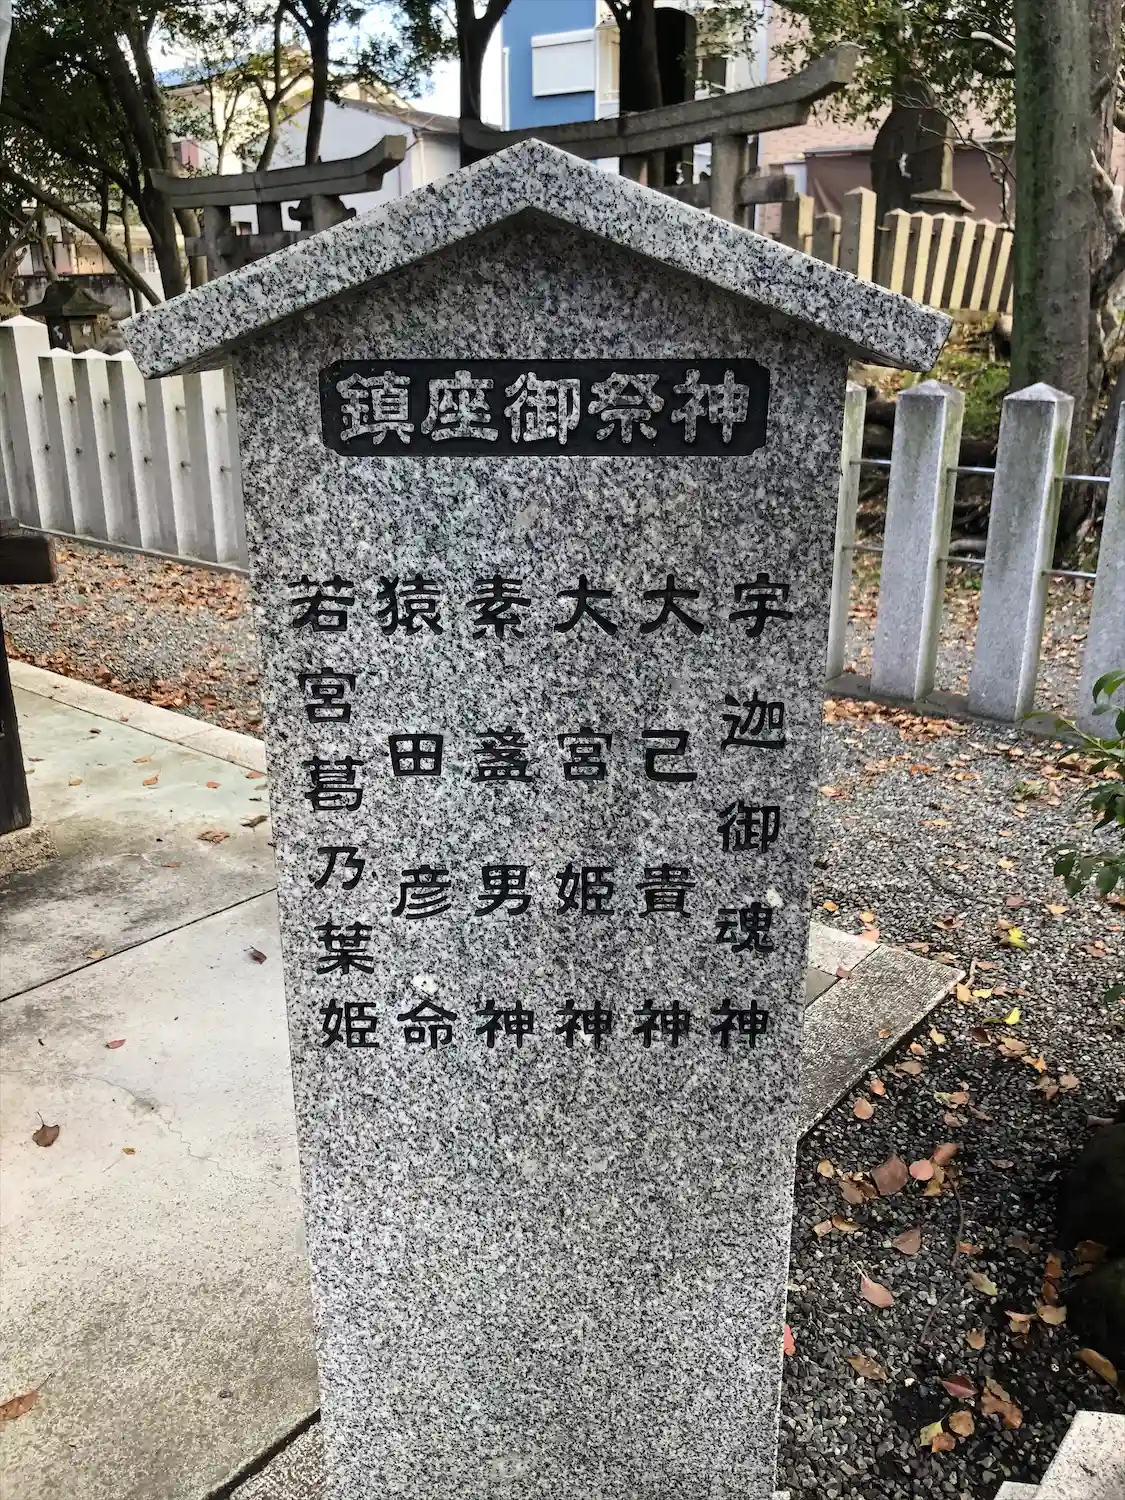 鎮座御祭神
宇迦御魂神
大己貴神
大宮姫神
素盞男神
猿田彦命
若宮葛乃葉姫